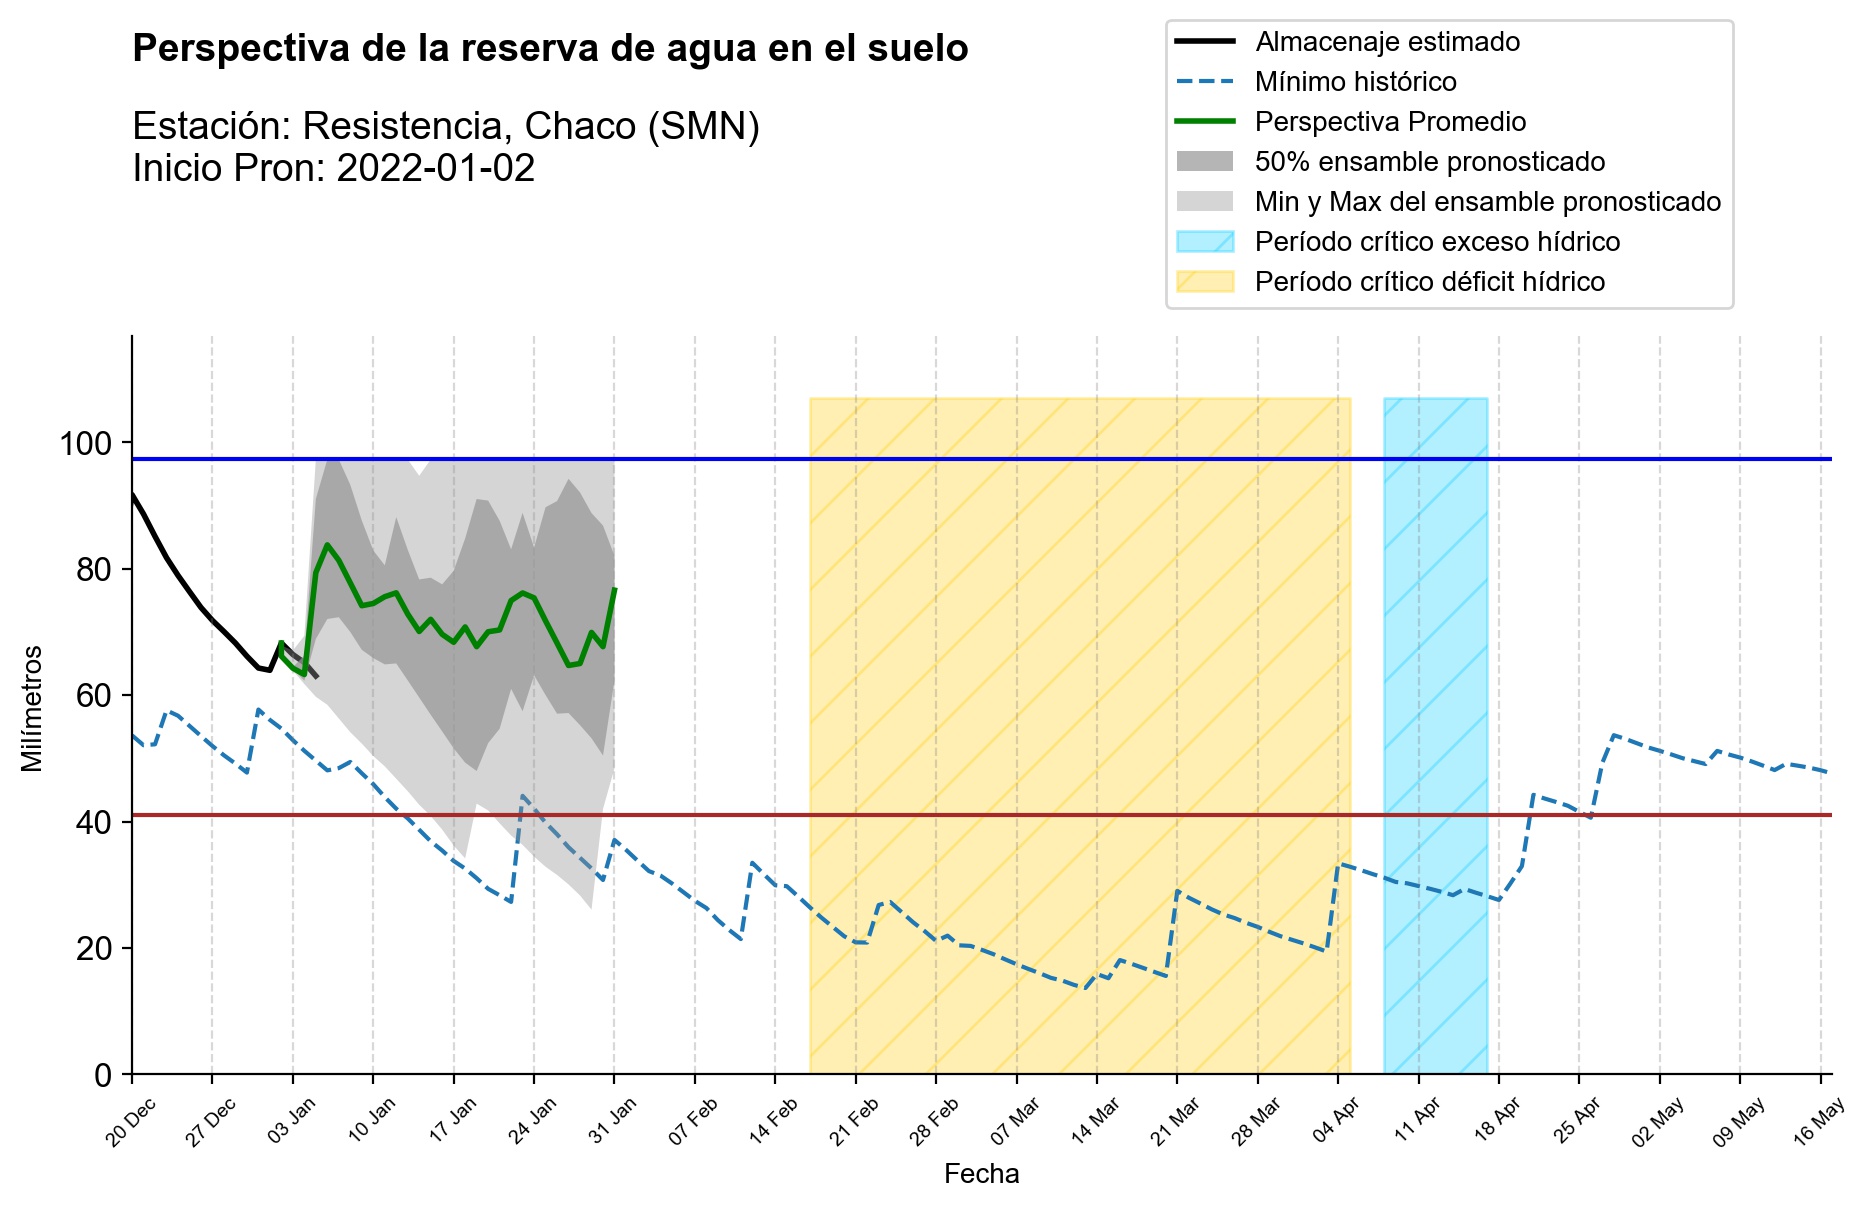 Perspectiva de la reserva de agua en el suelo
Estación: Resistencia, Chaco (SMN)
Inicio Pron: 2022-01-02
Almacenaje estimado
Mínimo histórico
Perspectiva Promedio
50% ensamble pronosticado
Min y Max del ensamble pronosticado
Período crítico exceso hídrico
Período crítico déficit hídrico
Milímetros
100
80
60
40
20
0
20 Dec
27 Dec
03 Jan
10 Jan
17 Jan
24 Jan
31 Jan
07 Feb
14 Feb
21 Feb
28 Feb
07 Mar
14 Mar
21 Mar
28 Mar
04 Apr
11 Apr
18 Apr
25 Apr
02 May
09 May
16 May
Fecha